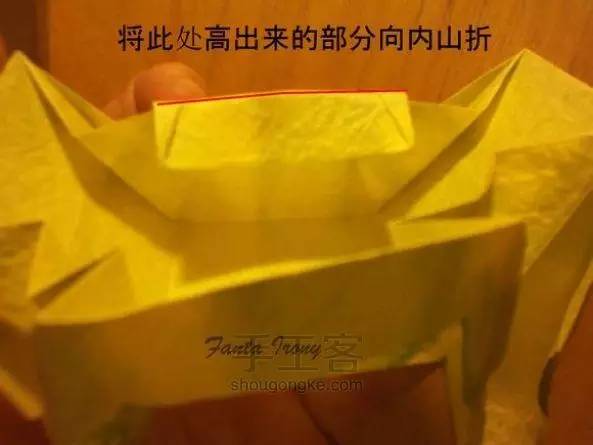 将此处高出来的部分向内山折
Fanta Irony
手工客
shougongke.com